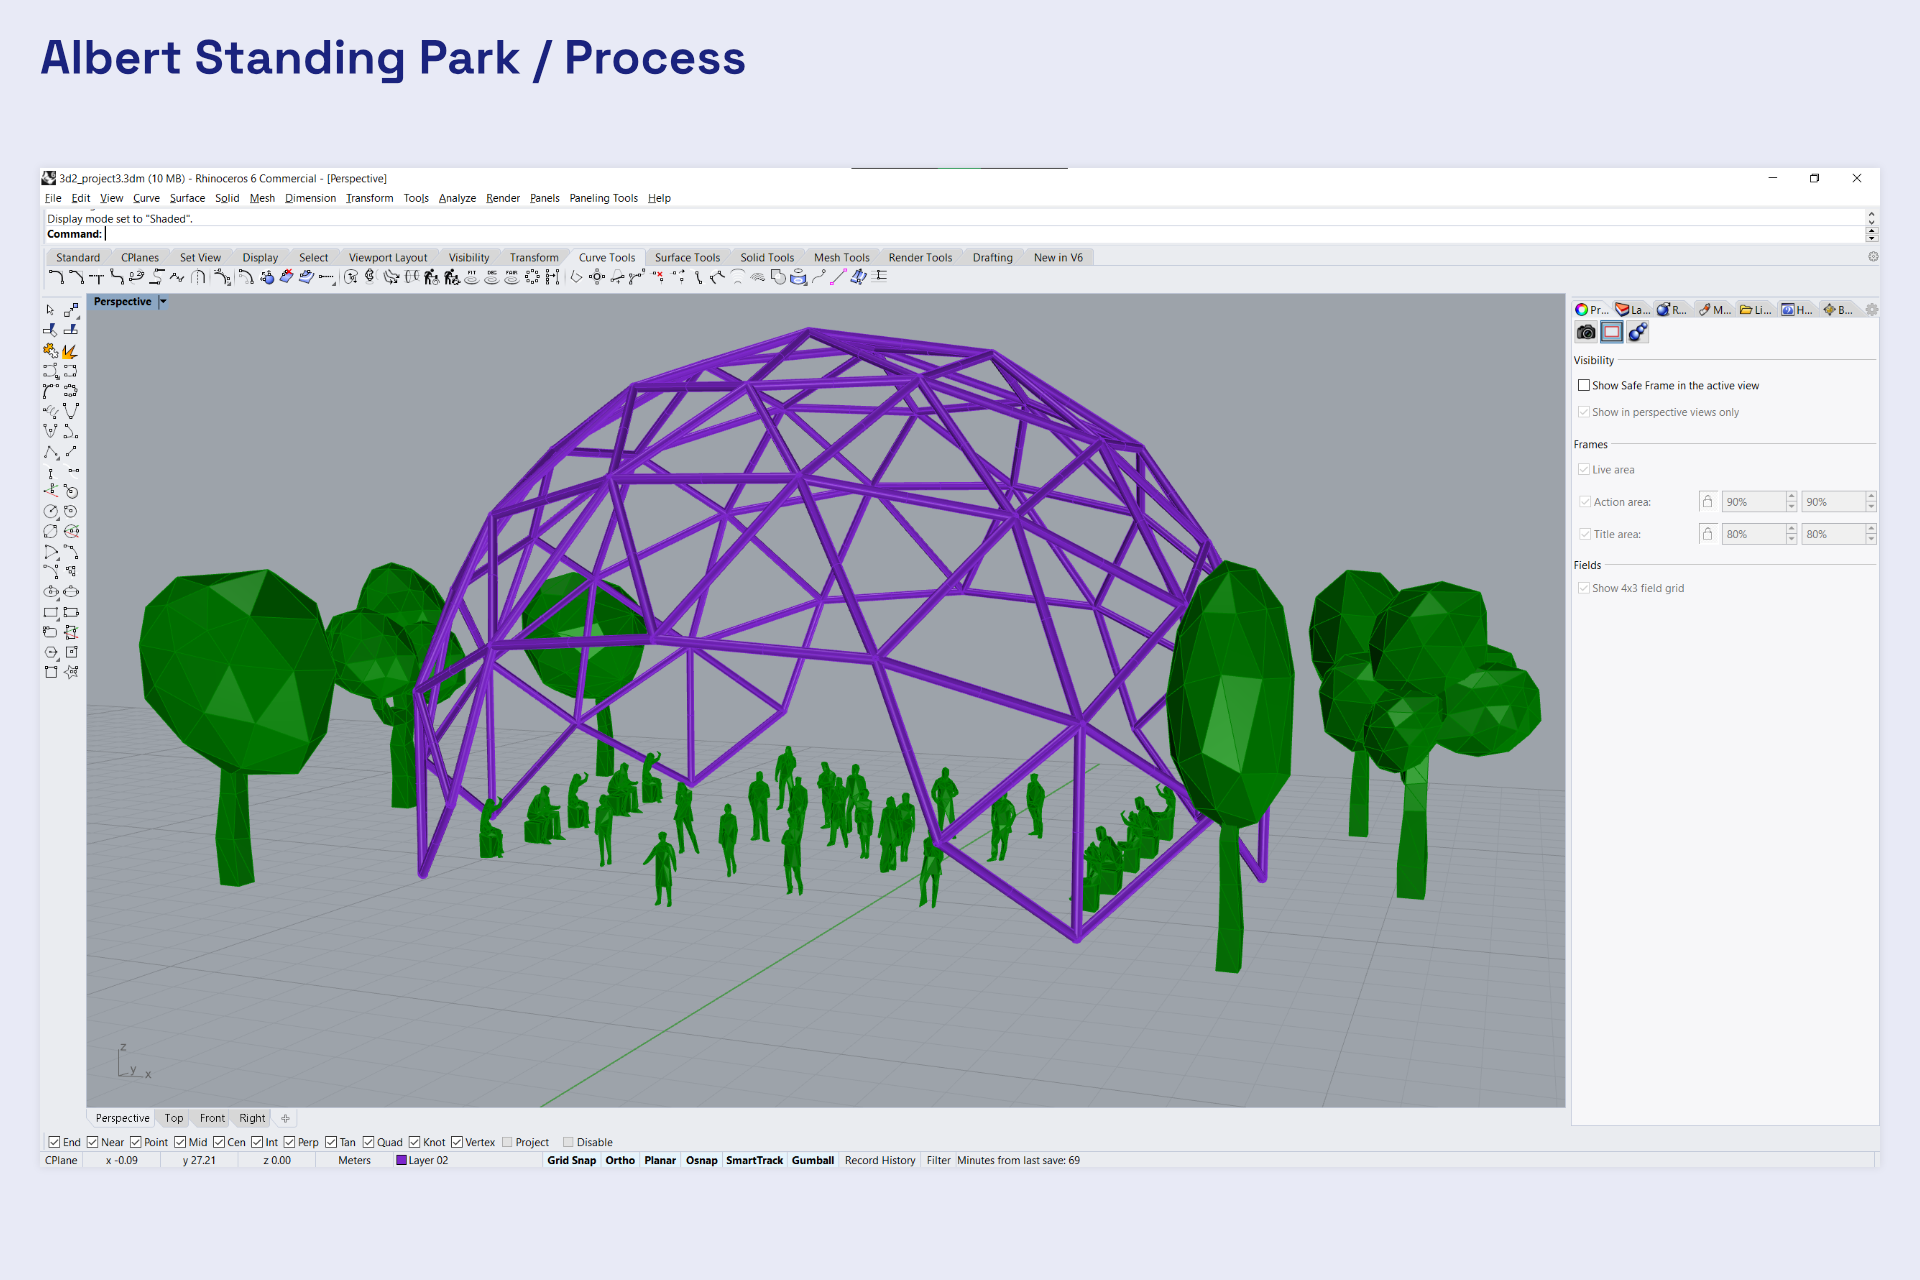 Albert Standing Park / Process
3d2_project3.3dm (10 MB) - Rhinoceros 6 Commercial - [Perspective]
File Edit View Curve Surface Solid Mesh Dimension Transform Tools Analyze Render Panels Paneling Tools Help
Display mode set to "Shaded".
Command:
Standard CPlanes Set View Display Select Viewport Layout Visibility Transform Curve Tools Surface Tools Solid Tools Mesh Tools Render Tools Drafting New in V6
Perspective
Pr... La... R... M... Li... H... B...
Visibility
Show Safe Frame in the active view
Show in perspective views only
Frames
Live area
Action area: 90% 90%
Title area: 80% 80%
Fields
Show 4x3 field grid
z
y x
Perspective Top Front Right
End Near Point Mid Cen Int Perp Tan Quad Knot Vertex Project Disable
CPlane x -0.09 y 27.21 z 0.00 Meters Layer 02 Grid Snap Ortho Planar Osnap SmartTrack Gumball Record History Filter Minutes from last save: 69